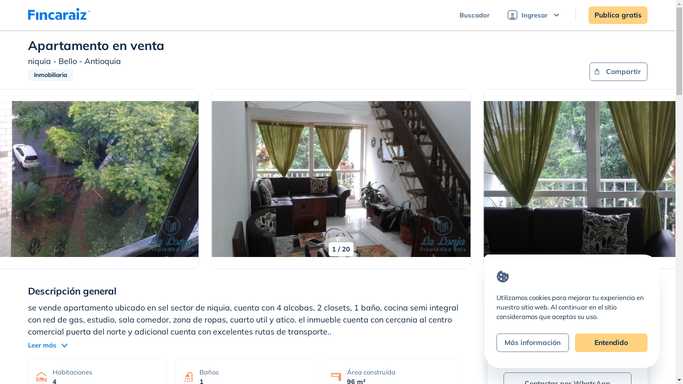 Fincaraiz
Buscador
Ingresar
Publica gratis
Apartamento en venta
niquia - Bello - Antioquia
Inmobiliaria
Compartir
La Lonja
La Lonja
1 / 20
Descripción general
se vende apartamento ubicado en sel sector de niquia, cuenta con 4 alcobas, 2 closets, 1 baño, cocina semi integral
con red de gas, estudio, sala comedor, zona de ropas, cuarto util y atico. el inmueble cuenta con cercania al centro
comercial puerta del norte y adicional cuenta con excelentes rutas de transporte..
Leer más
Habitaciones
4
Baños
1
Área construida
96 m²
Utilizamos cookies para mejorar tu experiencia en
nuestro sitio web. Al continuar en el sitio
consideramos que aceptas su uso.
Más información
Entendido
Contactar por WhatsApp